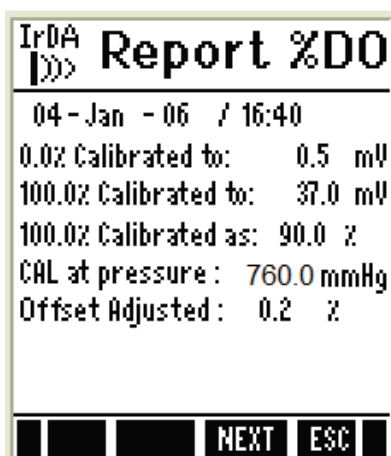 IrDA
Report %DO
04-Jan -06 / 16:40
0.0% Calibrated to: 0.5 mV
100.0% Calibrated to: 37.0 mV
100.0% Calibrated as: 90.0 %
CAL at pressure : 760.0 mmHg
Offset Adjusted : 0.2 %
NEXT ESC